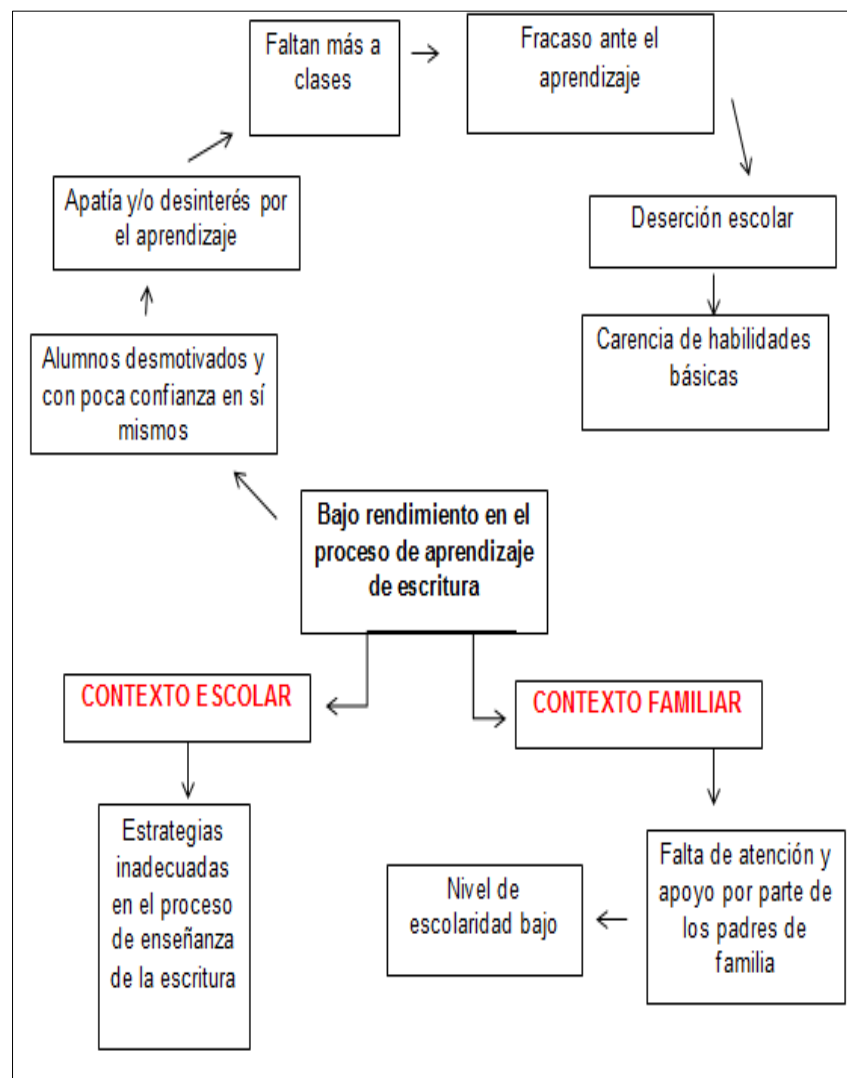 Faltan más a
clases
Fracaso ante el
aprendizaje
Apatía y/o desinterés por
el aprendizaje
Deserción escolar
Alumnos desmotivados y
con poca confianza en sí
mismos
Carencia de habilidades
básicas
Bajo rendimiento en el
proceso de aprendizaje
de escritura
CONTEXTO ESCOLAR
CONTEXTO FAMILIAR
Estrategias
inadecuadas
en el proceso
de enseñanza
de la escritura
Nivel de
escolaridad bajo
Falta de atención y
apoyo por parte de
los padres de
familia